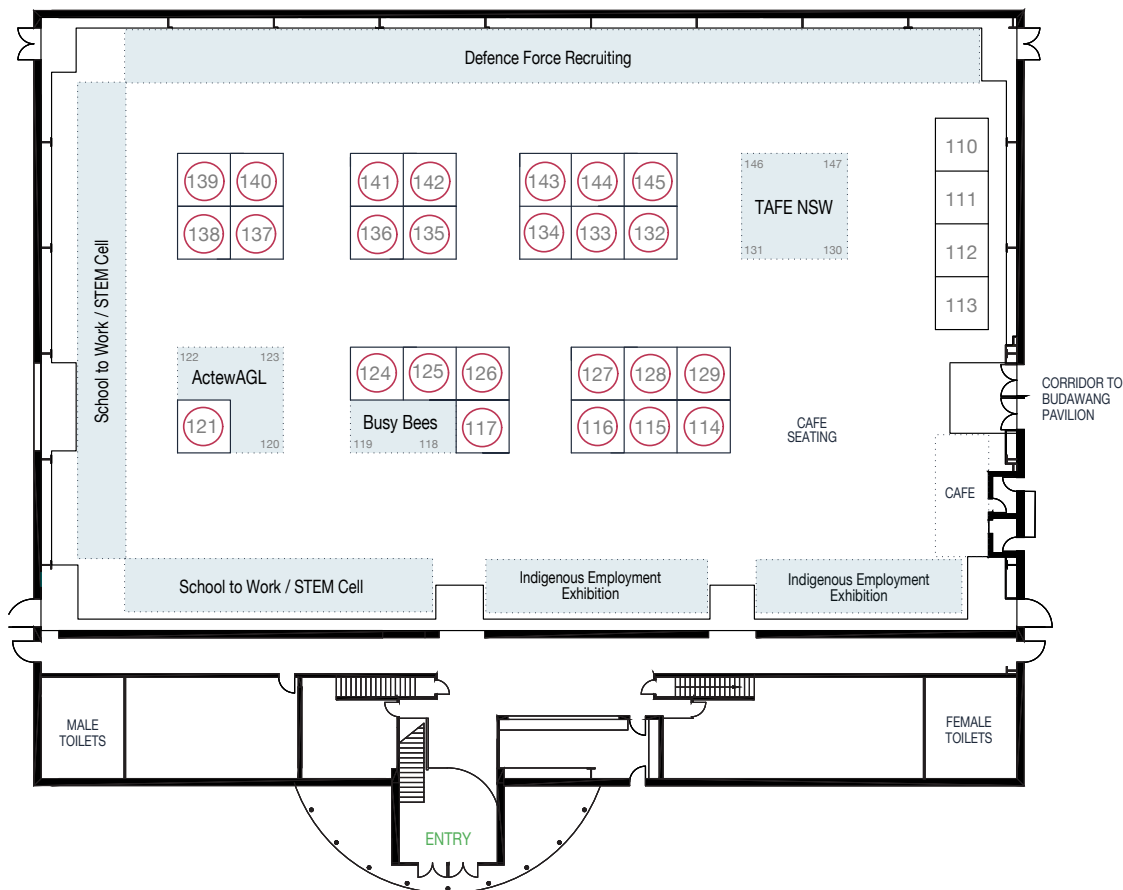 Defence Force Recruiting
School to Work / STEM Cell
139
140
138
137
141
142
136
135
143
144
145
134
133
132
146
147
TAFE NSW
131
130
110
111
112
113
122
123
ActewAGL
121
120
124
125
126
Busy Bees
119
118
117
127
128
129
116
115
114
CAFE
SEATING
CORRIDOR TO
BUDAWANG
PAVILION
CAFE
School to Work / STEM Cell
Indigenous Employment
Exhibition
Indigenous Employment
Exhibition
MALE
TOILETS
FEMALE
TOILETS
ENTRY